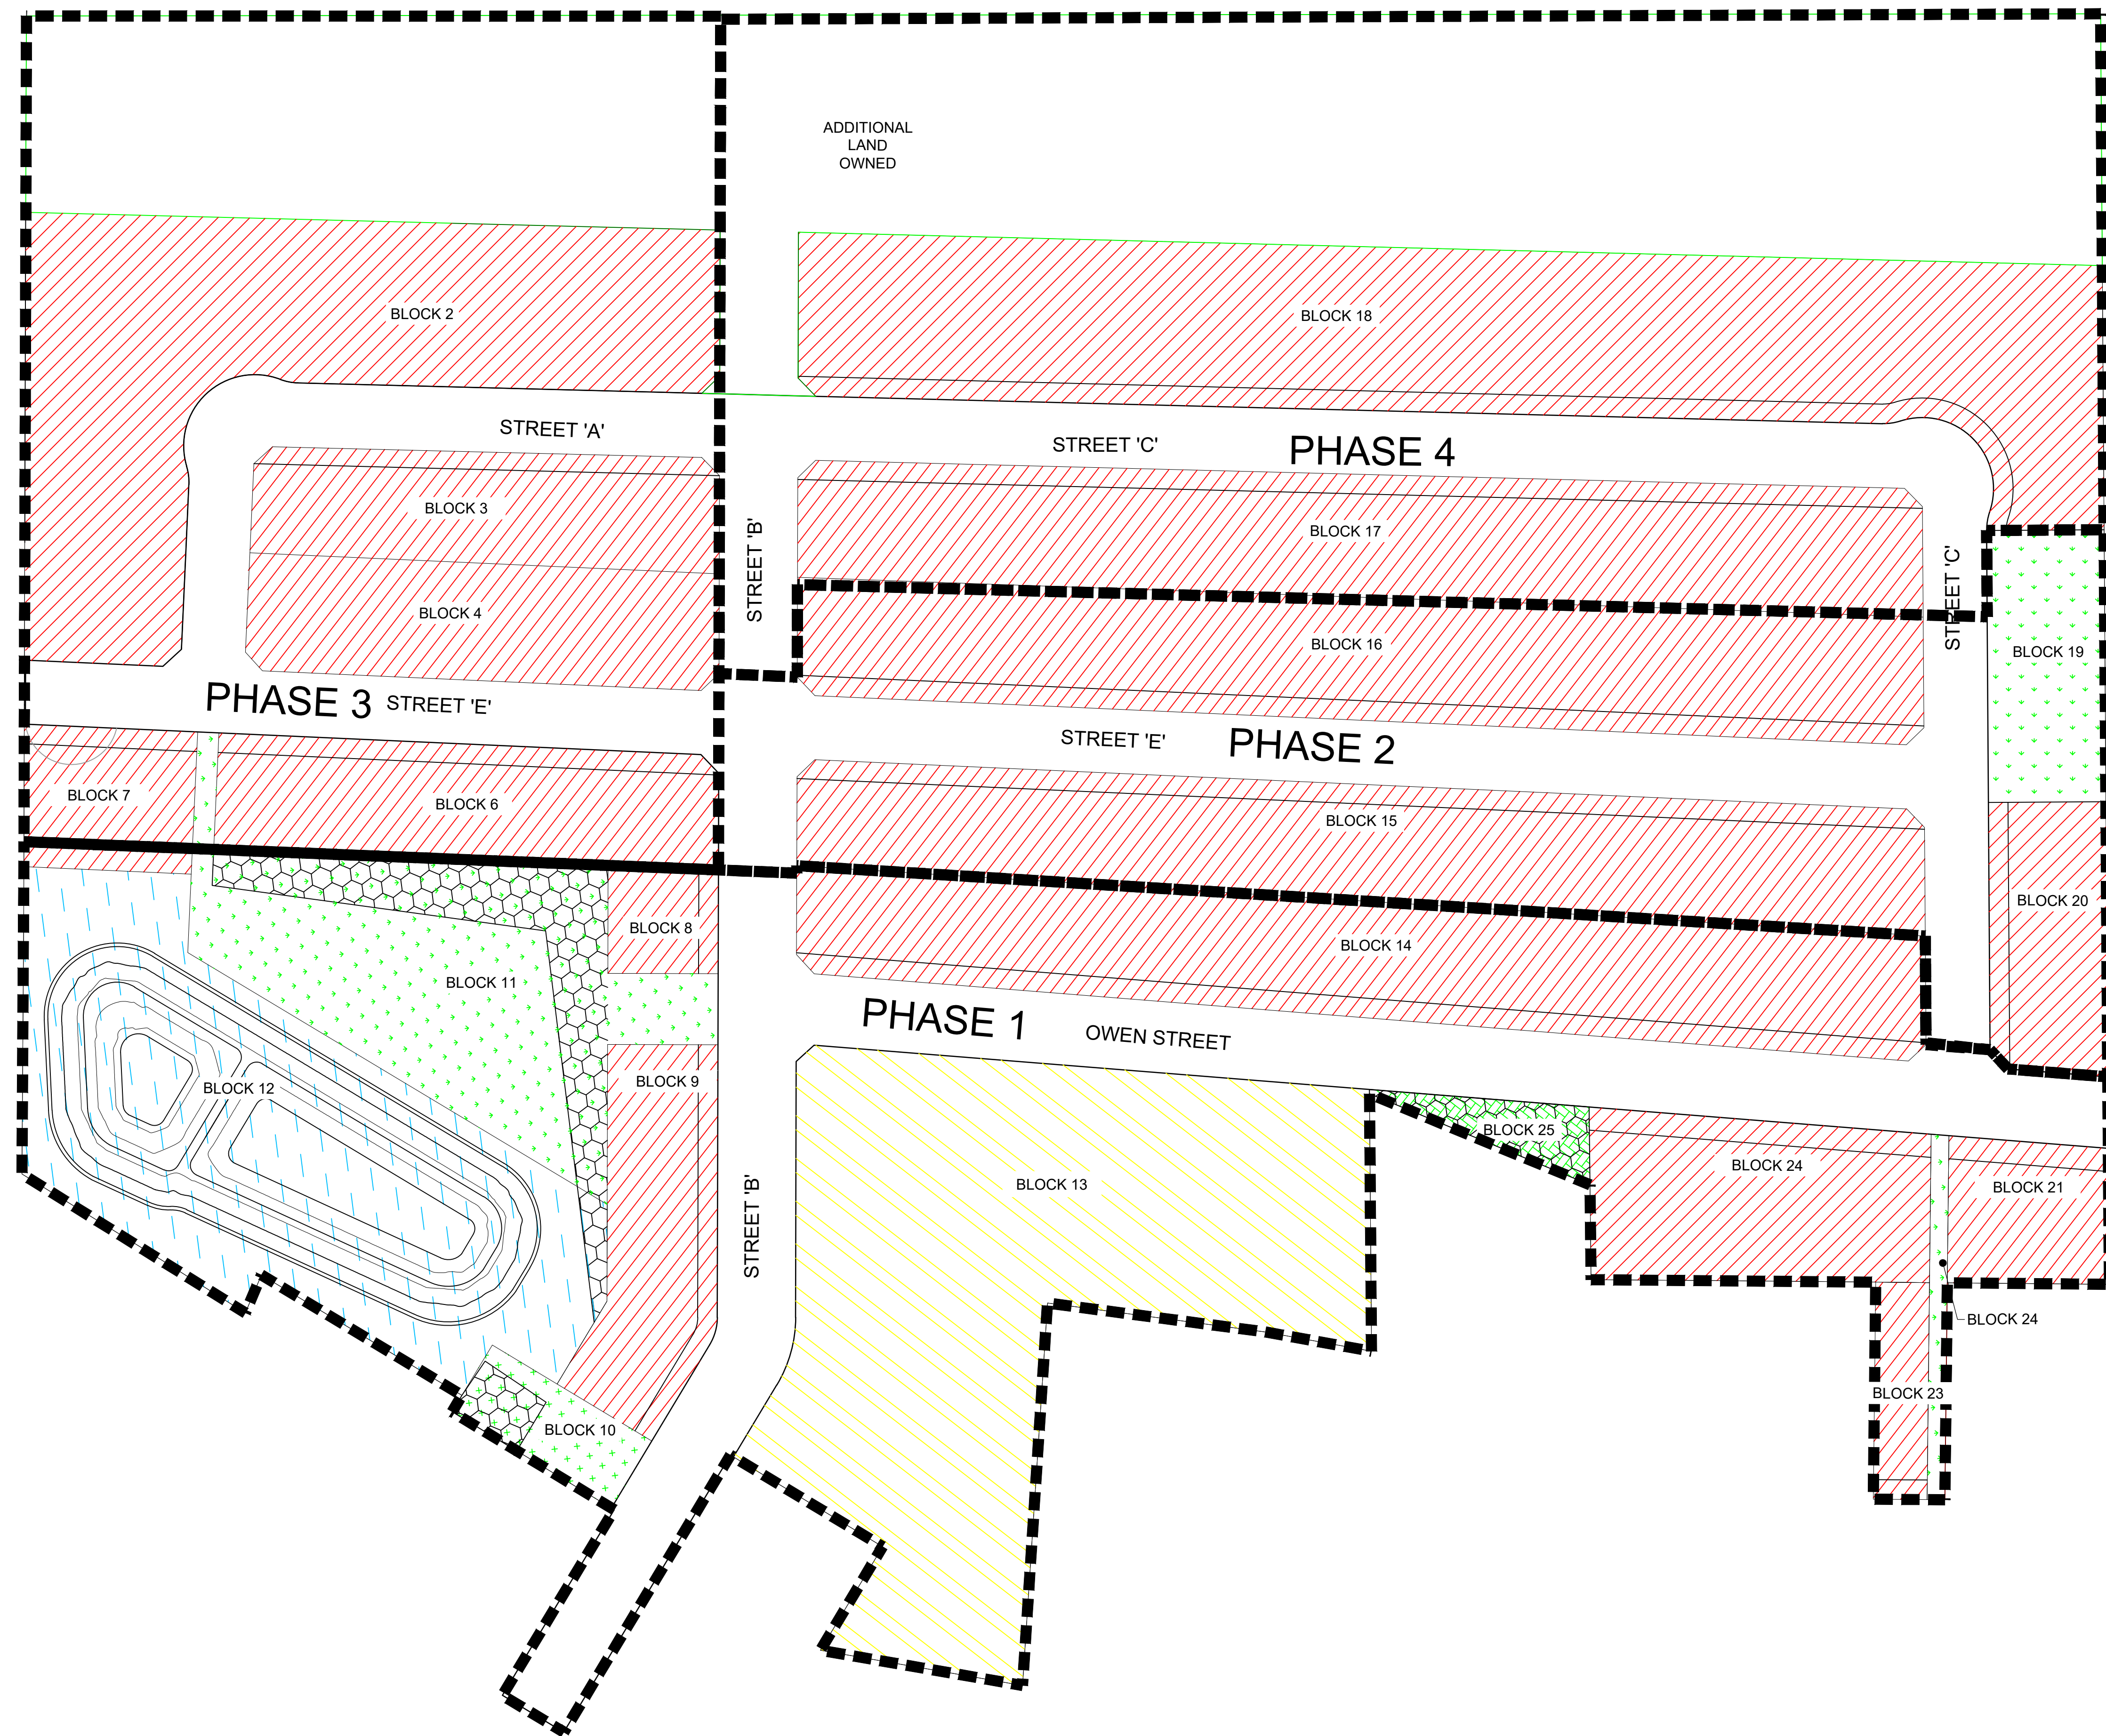 ADDITIONAL
LAND
OWNED
BLOCK 2
BLOCK 18
STREET 'A'
STREET 'C'
PHASE 4
BLOCK 3
BLOCK 17
STREET 'B'
STREET 'C'
BLOCK 4
BLOCK 16
BLOCK 19
PHASE 3
STREET 'E'
STREET 'E'
PHASE 2
BLOCK 7
BLOCK 6
BLOCK 15
BLOCK 20
BLOCK 8
BLOCK 14
BLOCK 11
PHASE 1
OWEN STREET
BLOCK 12
BLOCK 9
BLOCK 25
BLOCK 24
BLOCK 13
BLOCK 21
STREET 'B'
BLOCK 24
BLOCK 23
BLOCK 10